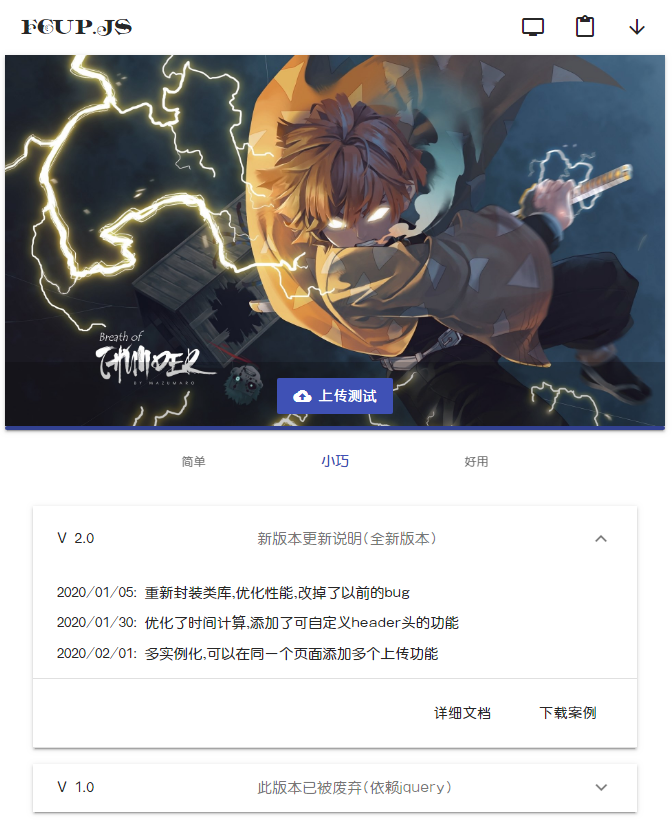 FCUP.JS
Breath of
THUNDER
BY MAZUMARO
上传测试
简单
小巧
好用
V 2.0
新版本更新说明(全新版本)
2020/01/05: 重新封装类库,优化性能,改掉了以前的bug
2020/01/30: 优化了时间计算,添加了可自定义header头的功能
2020/02/01: 多实例化,可以在同一个页面添加多个上传功能
详细文档
下载案例
V 1.0
此版本已被废弃(依赖jquery)